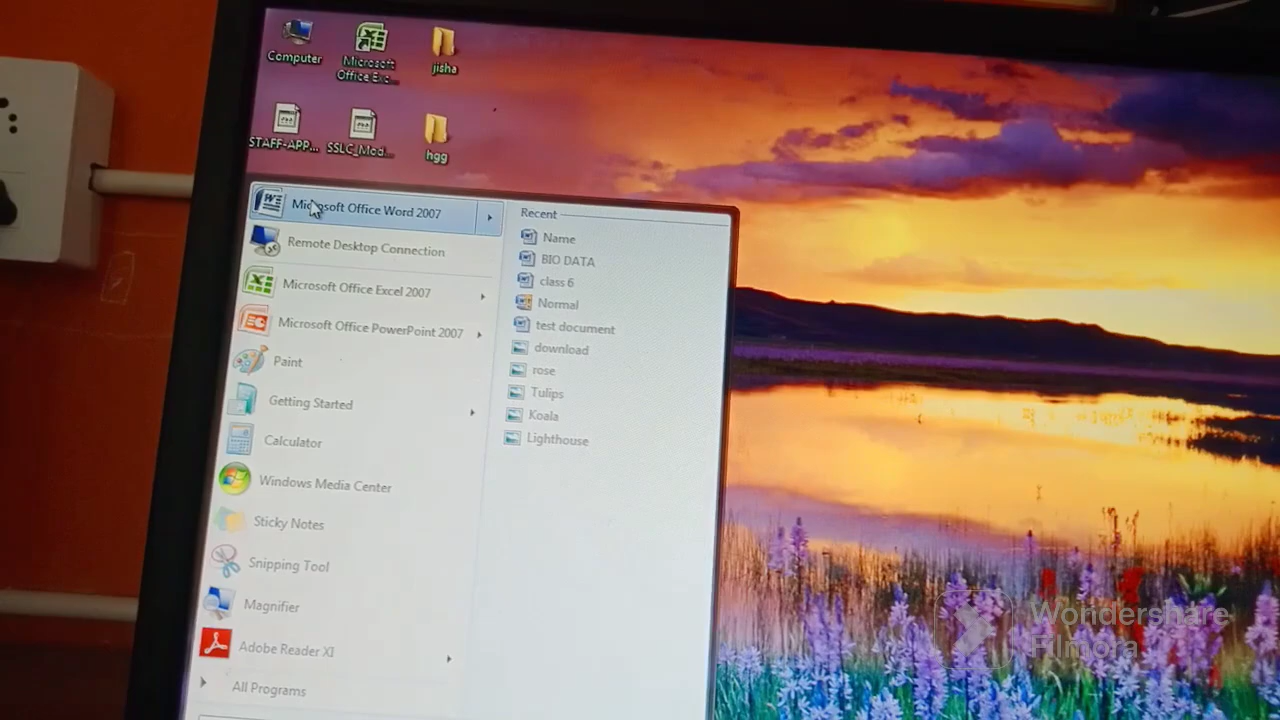 Computer
Microsoft
Office Exc...
jisha
STAFF-APP...
SSLC_Mod...
hgg
Microsoft Office Word 2007
Remote Desktop Connection
Microsoft Office Excel 2007
Microsoft Office PowerPoint 2007
Paint
Getting Started
Calculator
Windows Media Center
Sticky Notes
Snipping Tool
Magnifier
Adobe Reader XI
All Programs
Recent
Name
BIO DATA
class 6
Normal
test document
download
rose
Tulips
Koala
Lighthouse
Wondershare
Filmora